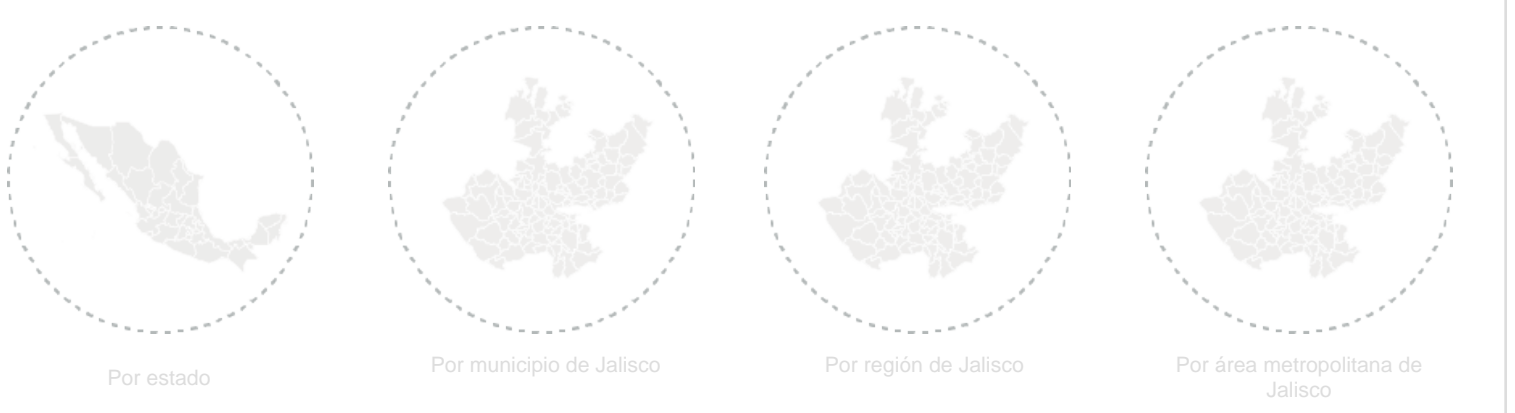 Por estado
Por municipio de Jalisco
Por región de Jalisco
Por área metropolitana de
Jalisco